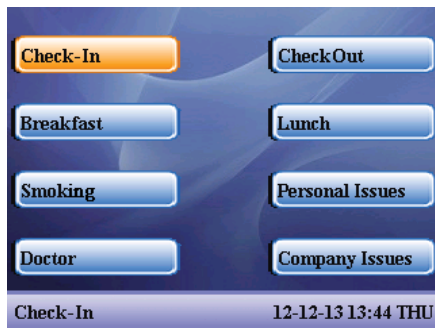 Check-In
CheckOut
Breakfast
Lunch
Smoking
Personal Issues
Doctor
Company Issues
Check-In 12-12-13 13:44 THU